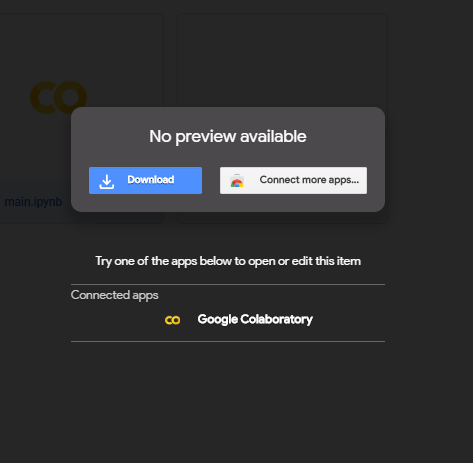 No preview available
Download
Connect more apps...
main.ipynb
Try one of the apps below to open or edit this item
Connected apps
Google Colaboratory